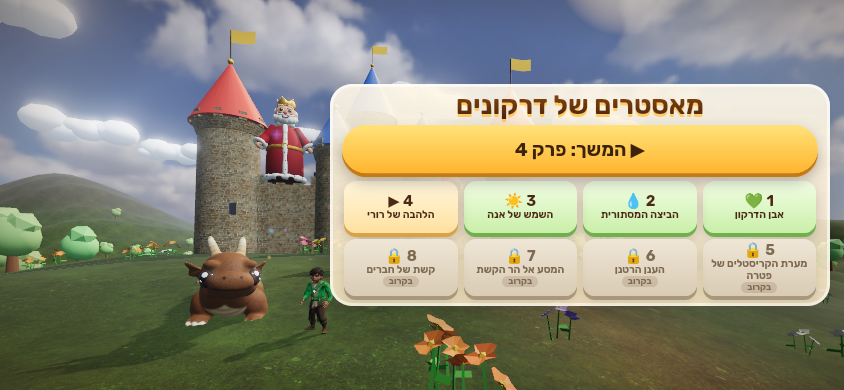 מאסטרים של דרקונים
▶ המשך: פרק 4
1 💚
אבן הדרקון
2 💧
הביצה המסתורית
3 ☀️
השמש של אנה
4 ▶
הלהבה של רורי
5 🔒
מערת הקריסטלים של פטרה
בקרוב
6 🔒
הענן הרטנן
בקרוב
7 🔒
המסע אל הר הקשת
בקרוב
8 🔒
קשת של חברים
בקרוב